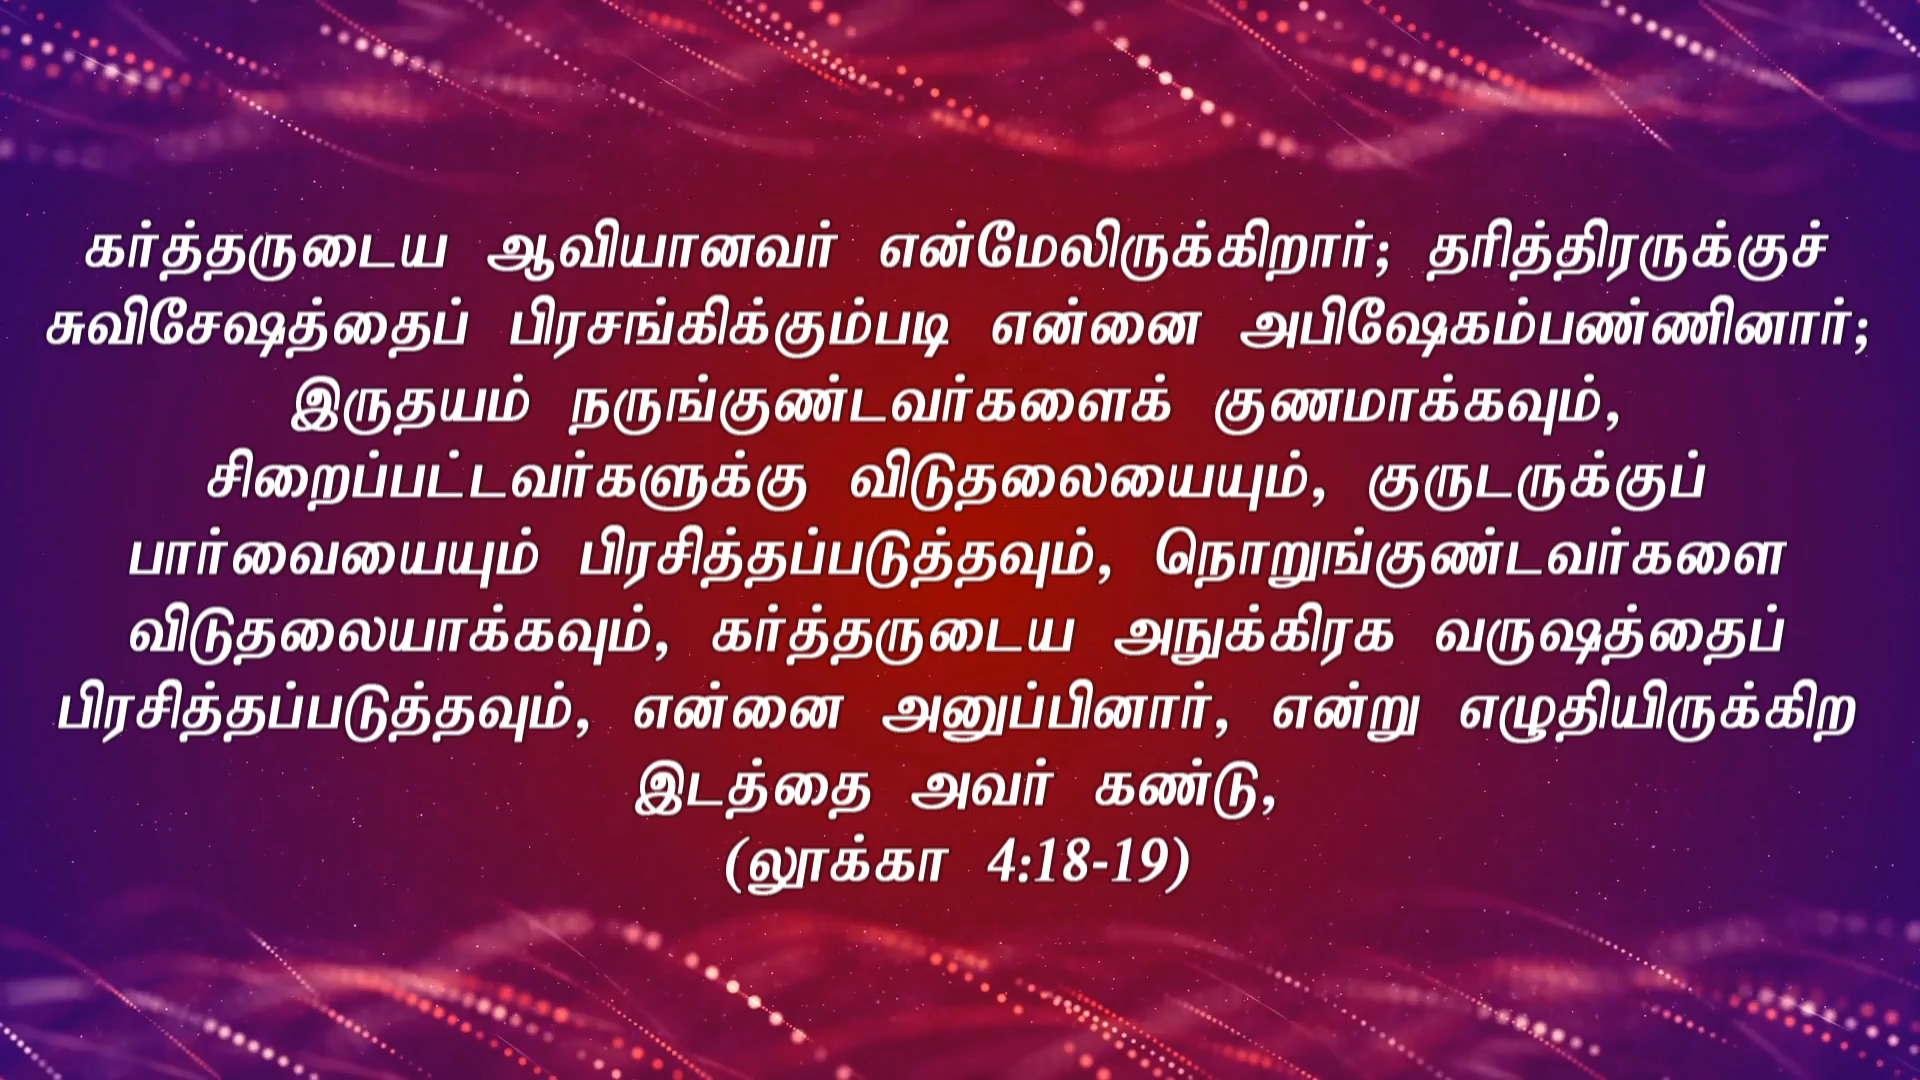 கர்த்தருடைய ஆவியானவர் என்மேலிருக்கிறார்; தரித்திரருக்குச்
சுவிசேஷத்தைப் பிரசங்கிக்கும்படி என்னை அபிஷேகம்பண்ணினார்;
இருதயம் நருங்குண்டவர்களைக் குணமாக்கவும்,
சிறைப்பட்டவர்களுக்கு விடுதலையையும், குருடருக்குப்
பார்வையையும் பிரசித்தப்படுத்தவும், நொறுங்குண்டவர்களை
விடுதலையாக்கவும், கர்த்தருடைய அநுக்கிரக வருஷத்தைப்
பிரசித்தப்படுத்தவும், என்னை அனுப்பினார், என்று எழுதியிருக்கிற
இடத்தை அவர் கண்டு,
(லூக்கா 4:18-19)